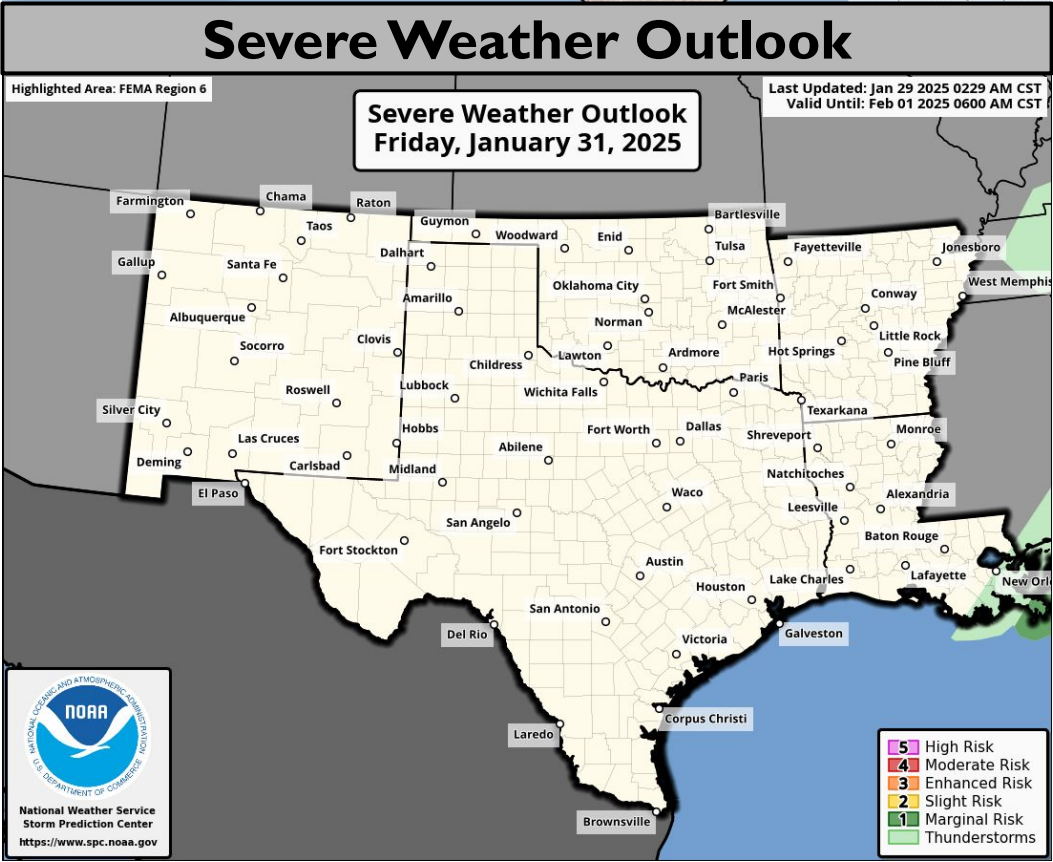 Severe Weather Outlook
Highlighted Area: FEMA Region 6
Last Updated: Jan 29 2025 0229 AM CST
Valid Until: Feb 01 2025 0600 AM CST
Severe Weather Outlook
Friday, January 31, 2025
Farmington
Chama
Raton
Taos
Guymon
Woodward
Enid
Bartlesville
Tulsa
Fayetteville
Jonesboro
Gallup
Santa Fe
Dalhart
Oklahoma City
Fort Smith
Conway
West Memphis
Albuquerque
Amarillo
Norman
McAlester
Little Rock
Socorro
Clovis
Childress
Lawton
Ardmore
Hot Springs
Pine Bluff
Roswell
Lubbock
Wichita Falls
Paris
Texarkana
Silver City
Las Cruces
Hobbs
Abilene
Fort Worth
Dallas
Shreveport
Monroe
Deming
Carlsbad
Midland
Natchitoches
El Paso
Waco
Leesville
Alexandria
San Angelo
Fort Stockton
Baton Rouge
Austin
Houston
Lake Charles
Lafayette
New Orl
San Antonio
Del Rio
Victoria
Galveston
Laredo
Corpus Christi
Brownsville
NATIONAL OCEANIC AND ATMOSPHERIC ADMINISTRATION
NOAA
U.S. DEPARTMENT OF COMMERCE
National Weather Service
Storm Prediction Center
https://www.spc.noaa.gov
5 High Risk
4 Moderate Risk
3 Enhanced Risk
2 Slight Risk
1 Marginal Risk
Thunderstorms